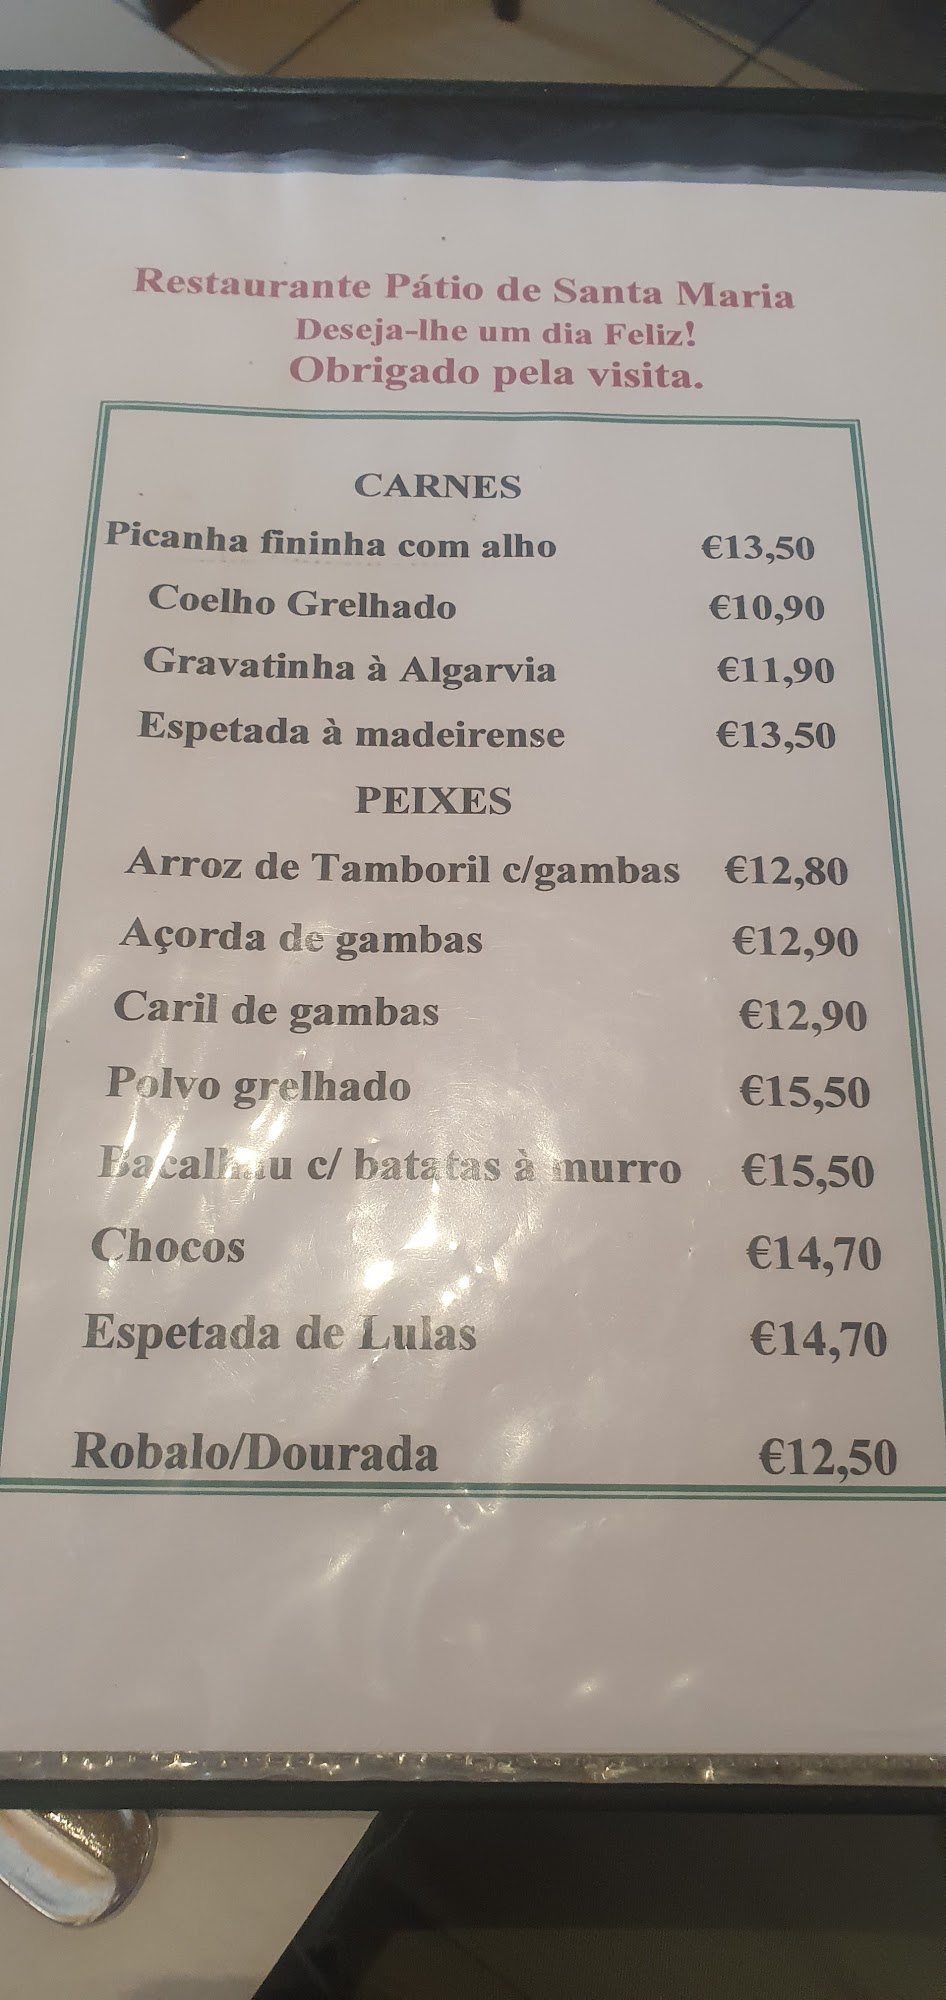 Restaurante Pátio de Santa Maria
Deseja-lhe um dia Feliz!
Obrigado pela visita.
CARNES
Picanha fininha com alho €13,50
Coelho Grelhado €10,90
Gravatinha à Algarvia €11,90
Espetada à madeirense €13,50
PEIXES
Arroz de Tamboril c/gambas €12,80
Açorda de gambas €12,90
Caril de gambas €12,90
Polvo grelhado €15,50
Bacalhau c/ batatas à murro €15,50
Chocos €14,70
Espetada de Lulas €14,70
Robalo/Dourada €12,50